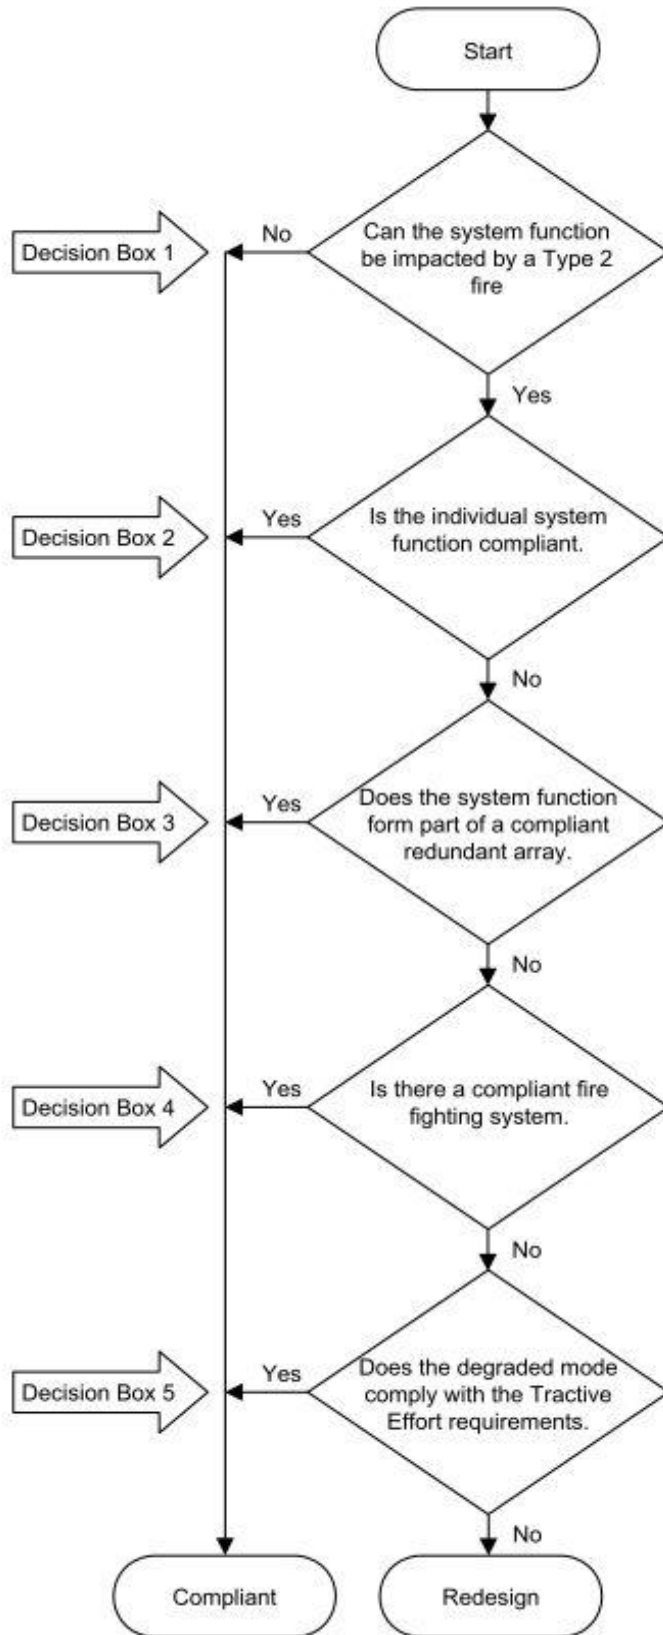 Start
Decision Box 1
No
Can the system function
be impacted by a Type 2
fire
Yes
Decision Box 2
Yes
Is the individual system
function compliant.
No
Decision Box 3
Yes
Does the system function
form part of a compliant
redundant array.
No
Decision Box 4
Yes
Is there a compliant fire
fighting system.
No
Decision Box 5
Yes
Does the degraded mode
comply with the Tractive
Effort requirements.
No
Compliant
Redesign